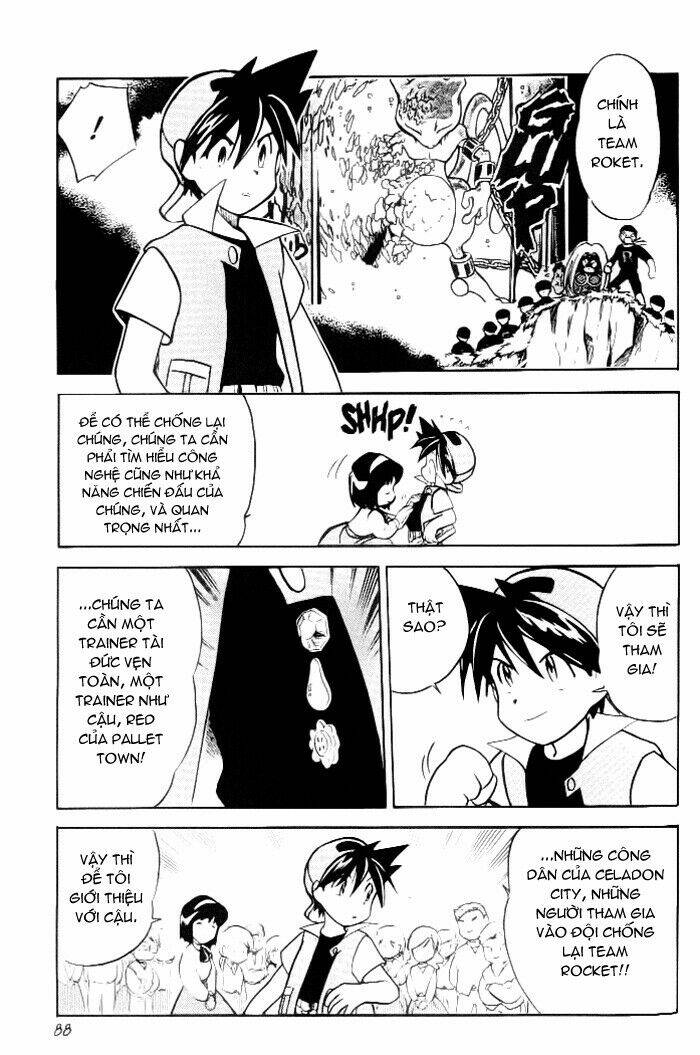 !
GLUP
CHÍNH
LÀ
TEAM
ROKET.
ĐỂ CÓ THỂ CHỐNG LẠI
CHÚNG, CHÚNG TA CẦN
PHẢI TÌM HIỂU CÔNG
NGHỆ CŨNG NHƯ KHẢ
NĂNG CHIẾN ĐẤU CỦA
CHÚNG, VÀ QUAN
TRỌNG NHẤT...
SHHP!
...CHÚNG TA
CẦN MỘT
TRAINER TÀI
ĐỨC VẸN
TOÀN, MỘT
TRAINER NHƯ
CẬU, RED
CỦA PALLET
TOWN!
THẬT
SAO?
VẬY THÌ
TÔI SẼ
THAM
GIA!
VẬY THÌ
ĐỂ TÔI
GIỚI THIỆU
VỚI CẬU.
...NHỮNG CÔNG
DÂN CỦA CELADON
CITY, NHỮNG
NGƯỜI THAM GIA
VÀO ĐỘI CHỐNG
LẠI TEAM
ROCKET!!
88